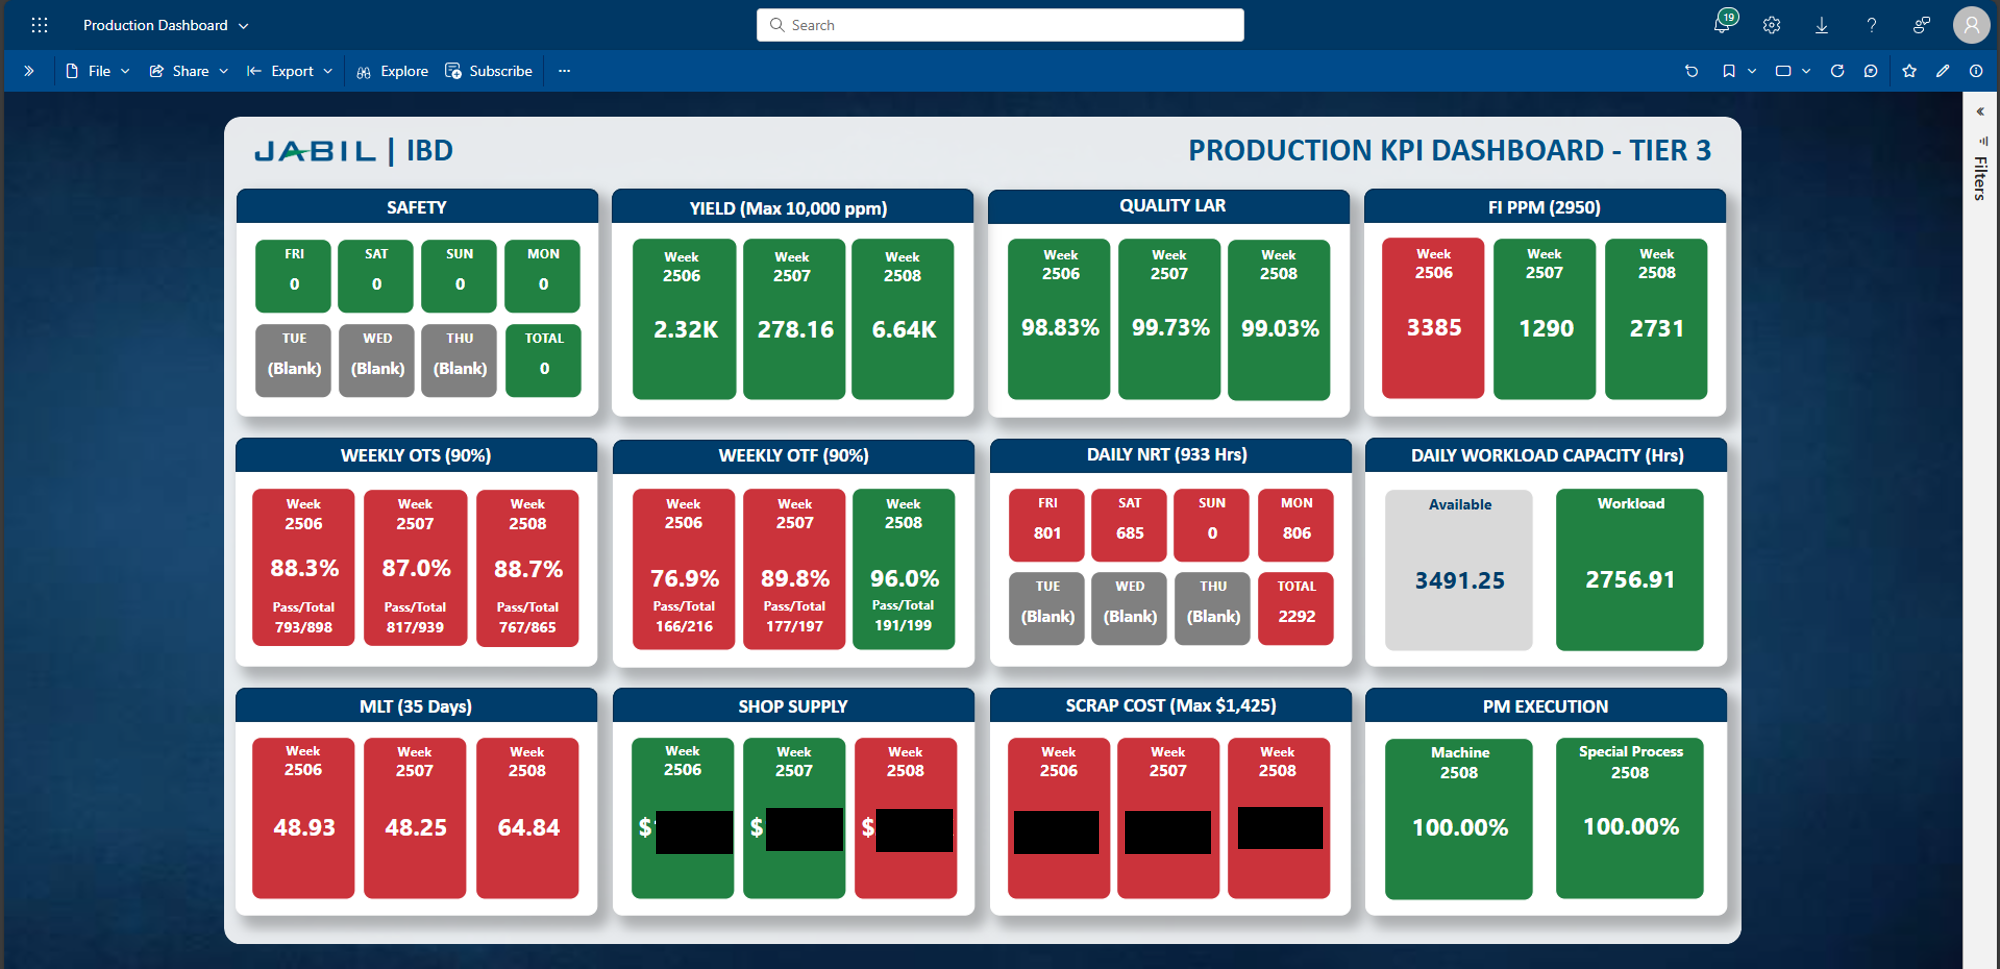 Production Dashboard
Search
19
File
Share
Export
Explore
Subscribe
...
Filters
JABIL | IBD
PRODUCTION KPI DASHBOARD - TIER 3
SAFETY
FRI
0
SAT
0
SUN
0
MON
0
TUE
(Blank)
WED
(Blank)
THU
(Blank)
TOTAL
0
YIELD (Max 10,000 ppm)
Week
2506
2.32K
Week
2507
278.16
Week
2508
6.64K
QUALITY LAR
Week
2506
98.83%
Week
2507
99.73%
Week
2508
99.03%
FI PPM (2950)
Week
2506
3385
Week
2507
1290
Week
2508
2731
WEEKLY OTS (90%)
Week
2506
88.3%
Pass/Total
793/898
Week
2507
87.0%
Pass/Total
817/939
Week
2508
88.7%
Pass/Total
767/865
WEEKLY OTF (90%)
Week
2506
76.9%
Pass/Total
166/216
Week
2507
89.8%
Pass/Total
177/197
Week
2508
96.0%
Pass/Total
191/199
DAILY NRT (933 Hrs)
FRI
801
SAT
685
SUN
0
MON
806
TUE
(Blank)
WED
(Blank)
THU
(Blank)
TOTAL
2292
DAILY WORKLOAD CAPACITY (Hrs)
Available
3491.25
Workload
2756.91
MLT (35 Days)
Week
2506
48.93
Week
2507
48.25
Week
2508
64.84
SHOP SUPPLY
Week
2506
$
Week
2507
$
Week
2508
$
SCRAP COST (Max $1,425)
Week
2506
Week
2507
Week
2508
PM EXECUTION
Machine
2508
100.00%
Special Process
2508
100.00%